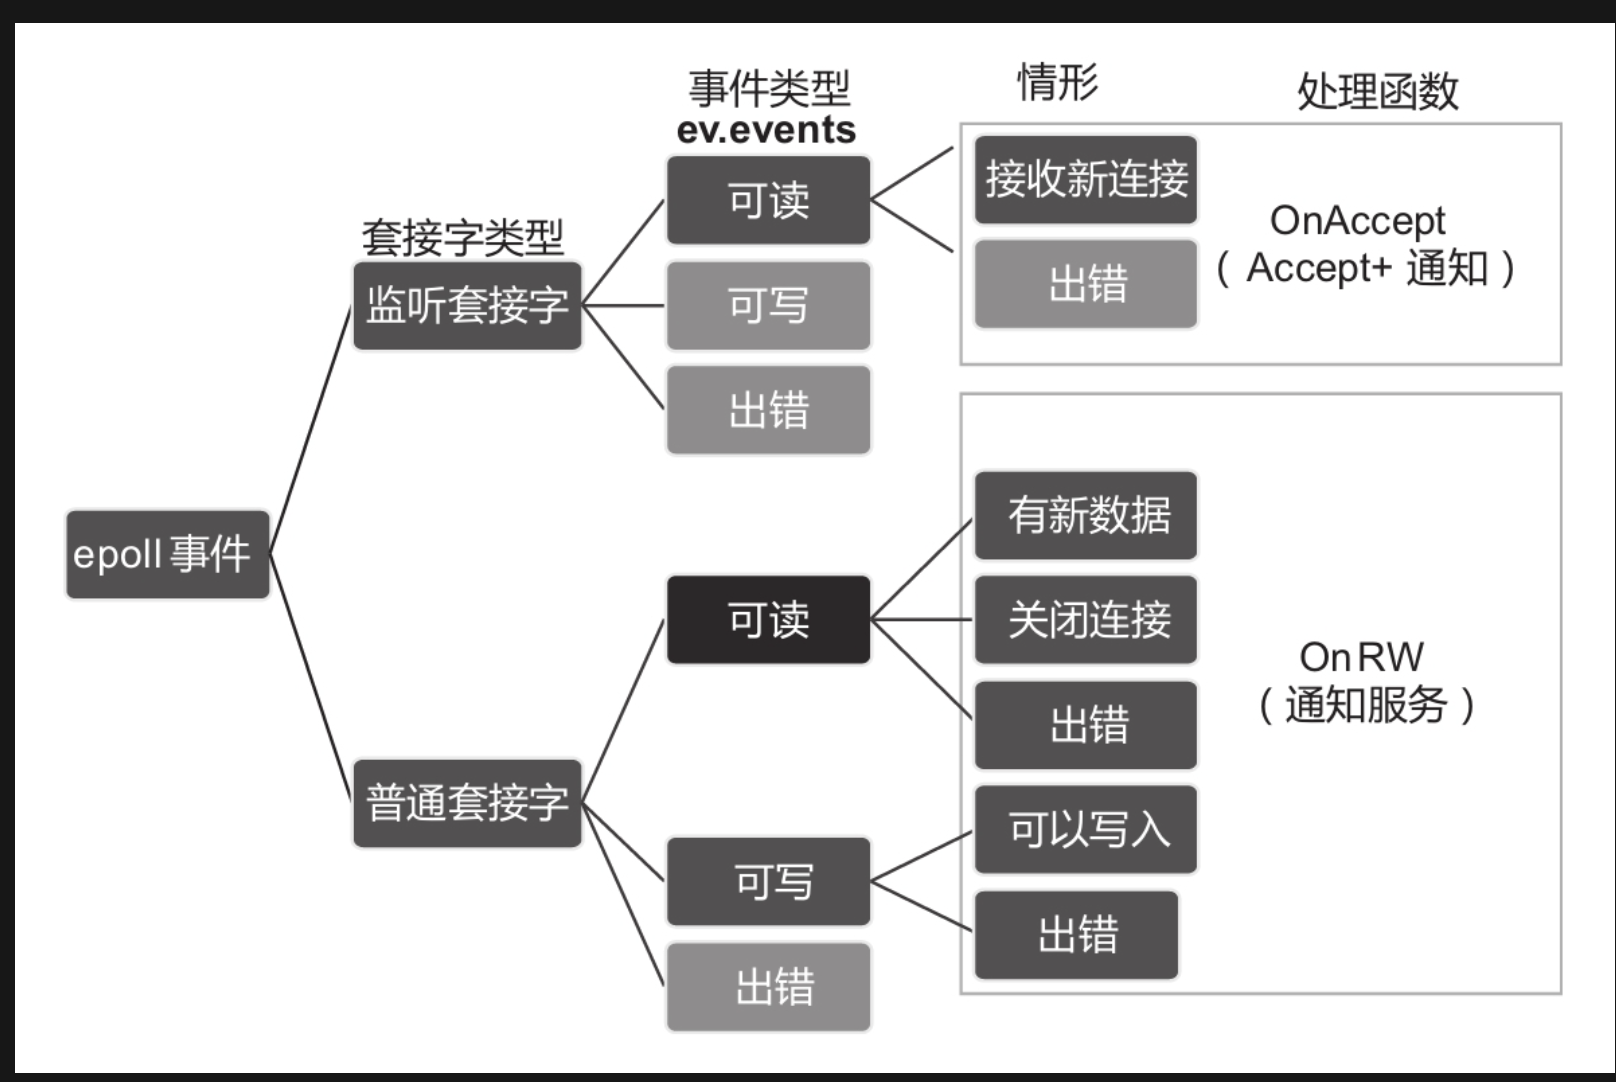 事件类型
ev.events
情形
处理函数
套接字类型
监听套接字
可读
可写
出错
接收新连接
出错
OnAccept
（ Accept+ 通知 ）
epoll 事件
普通套接字
可读
可写
出错
有新数据
关闭连接
出错
可以写入
出错
OnRW
（ 通知服务 ）